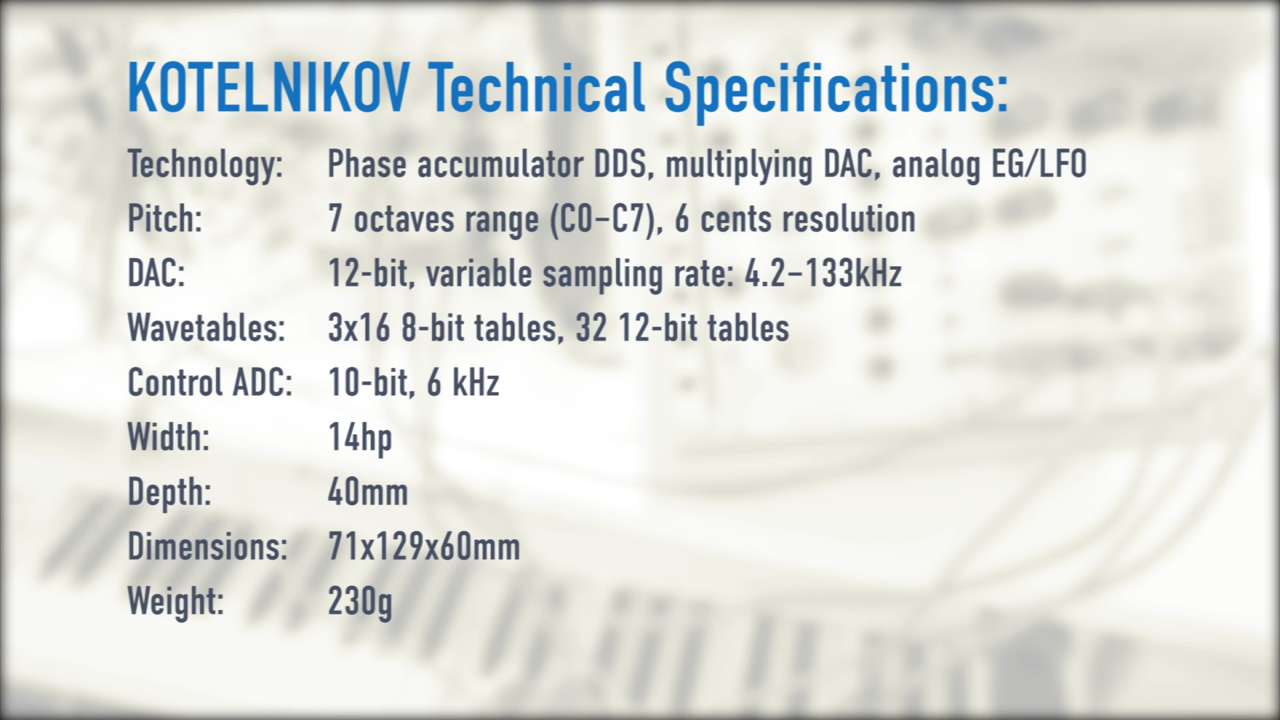 KOTELNIKOV Technical Specifications:
Technology: Phase accumulator DDS, multiplying DAC, analog EG/LFO
Pitch: 7 octaves range (C0–C7), 6 cents resolution
DAC: 12-bit, variable sampling rate: 4.2–133kHz
Wavetables: 3x16 8-bit tables, 32 12-bit tables
Control ADC: 10-bit, 6 kHz
Width: 14hp
Depth: 40mm
Dimensions: 71x129x60mm
Weight: 230g